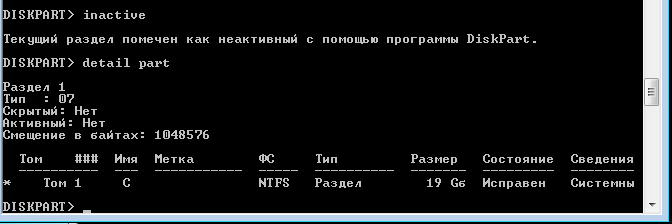 DISKPART> inactive
Текущий раздел помечен как неактивный с помощью программы DiskPart.
DISKPART> detail part
Раздел 1
Тип : 07
Скрытый: Нет
Активный: Нет
Смещение в байтах: 1048576
Том ### Имя Метка ФС Тип Размер Состояние Сведения
---------- --- ----------- ----- ---------- ------- --------- --------
* Том 1 C NTFS Раздел 19 Gб Исправен Системны
DISKPART> _